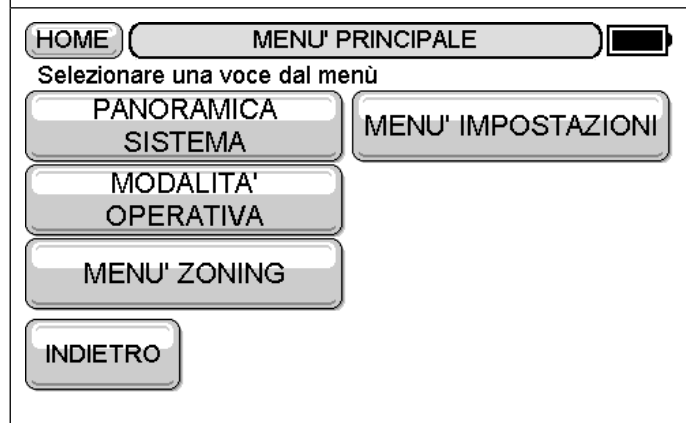 HOME
MENU' PRINCIPALE
Selezionare una voce dal menù
PANORAMICA
SISTEMA
MENU' IMPOSTAZIONI
MODALITA'
OPERATIVA
MENU' ZONING
INDIETRO